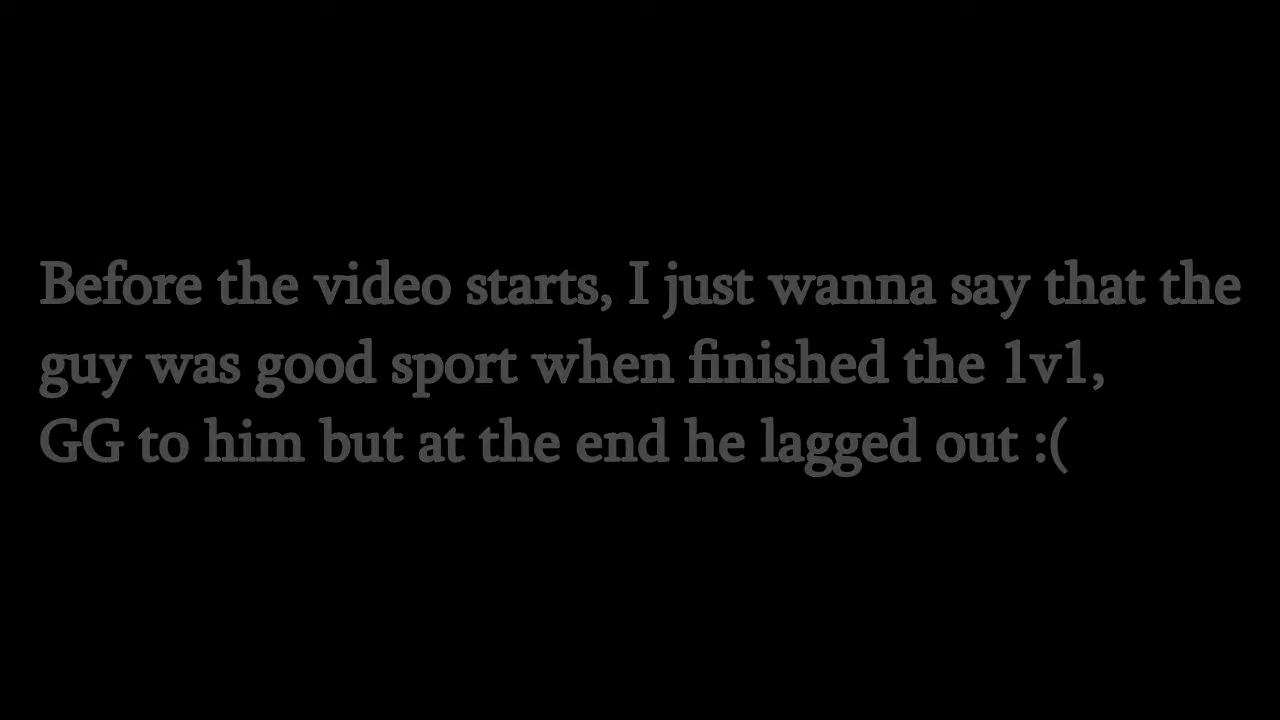 Before the video starts, I just wanna say that the
guy was good sport when finished the 1v1,
GG to him but at the end he lagged out :(